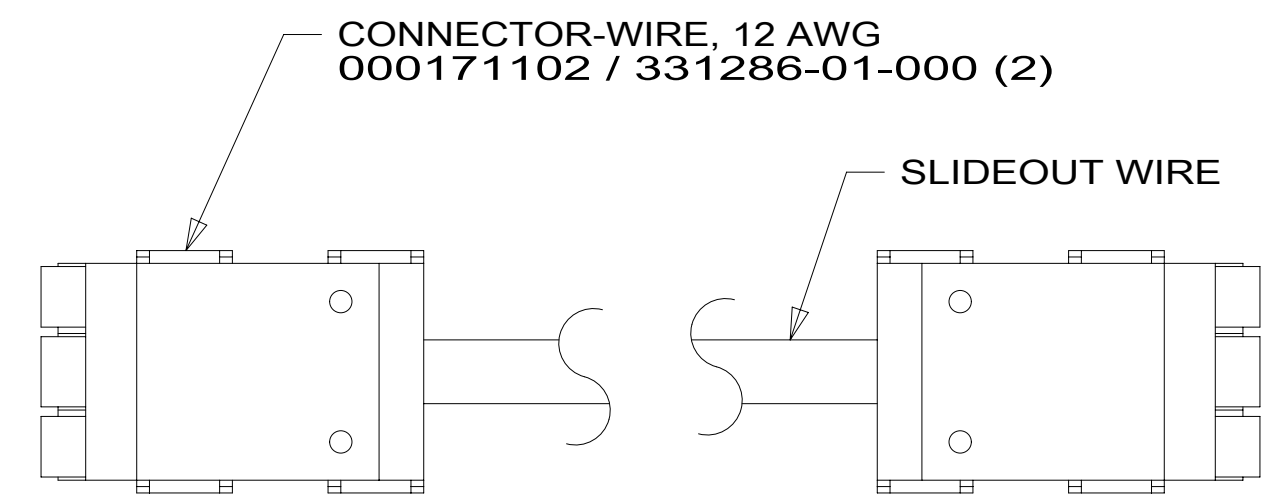 CONNECTOR-WIRE, 12 AWG
000171102 / 331286-01-000 (2)
SLIDEOUT WIRE